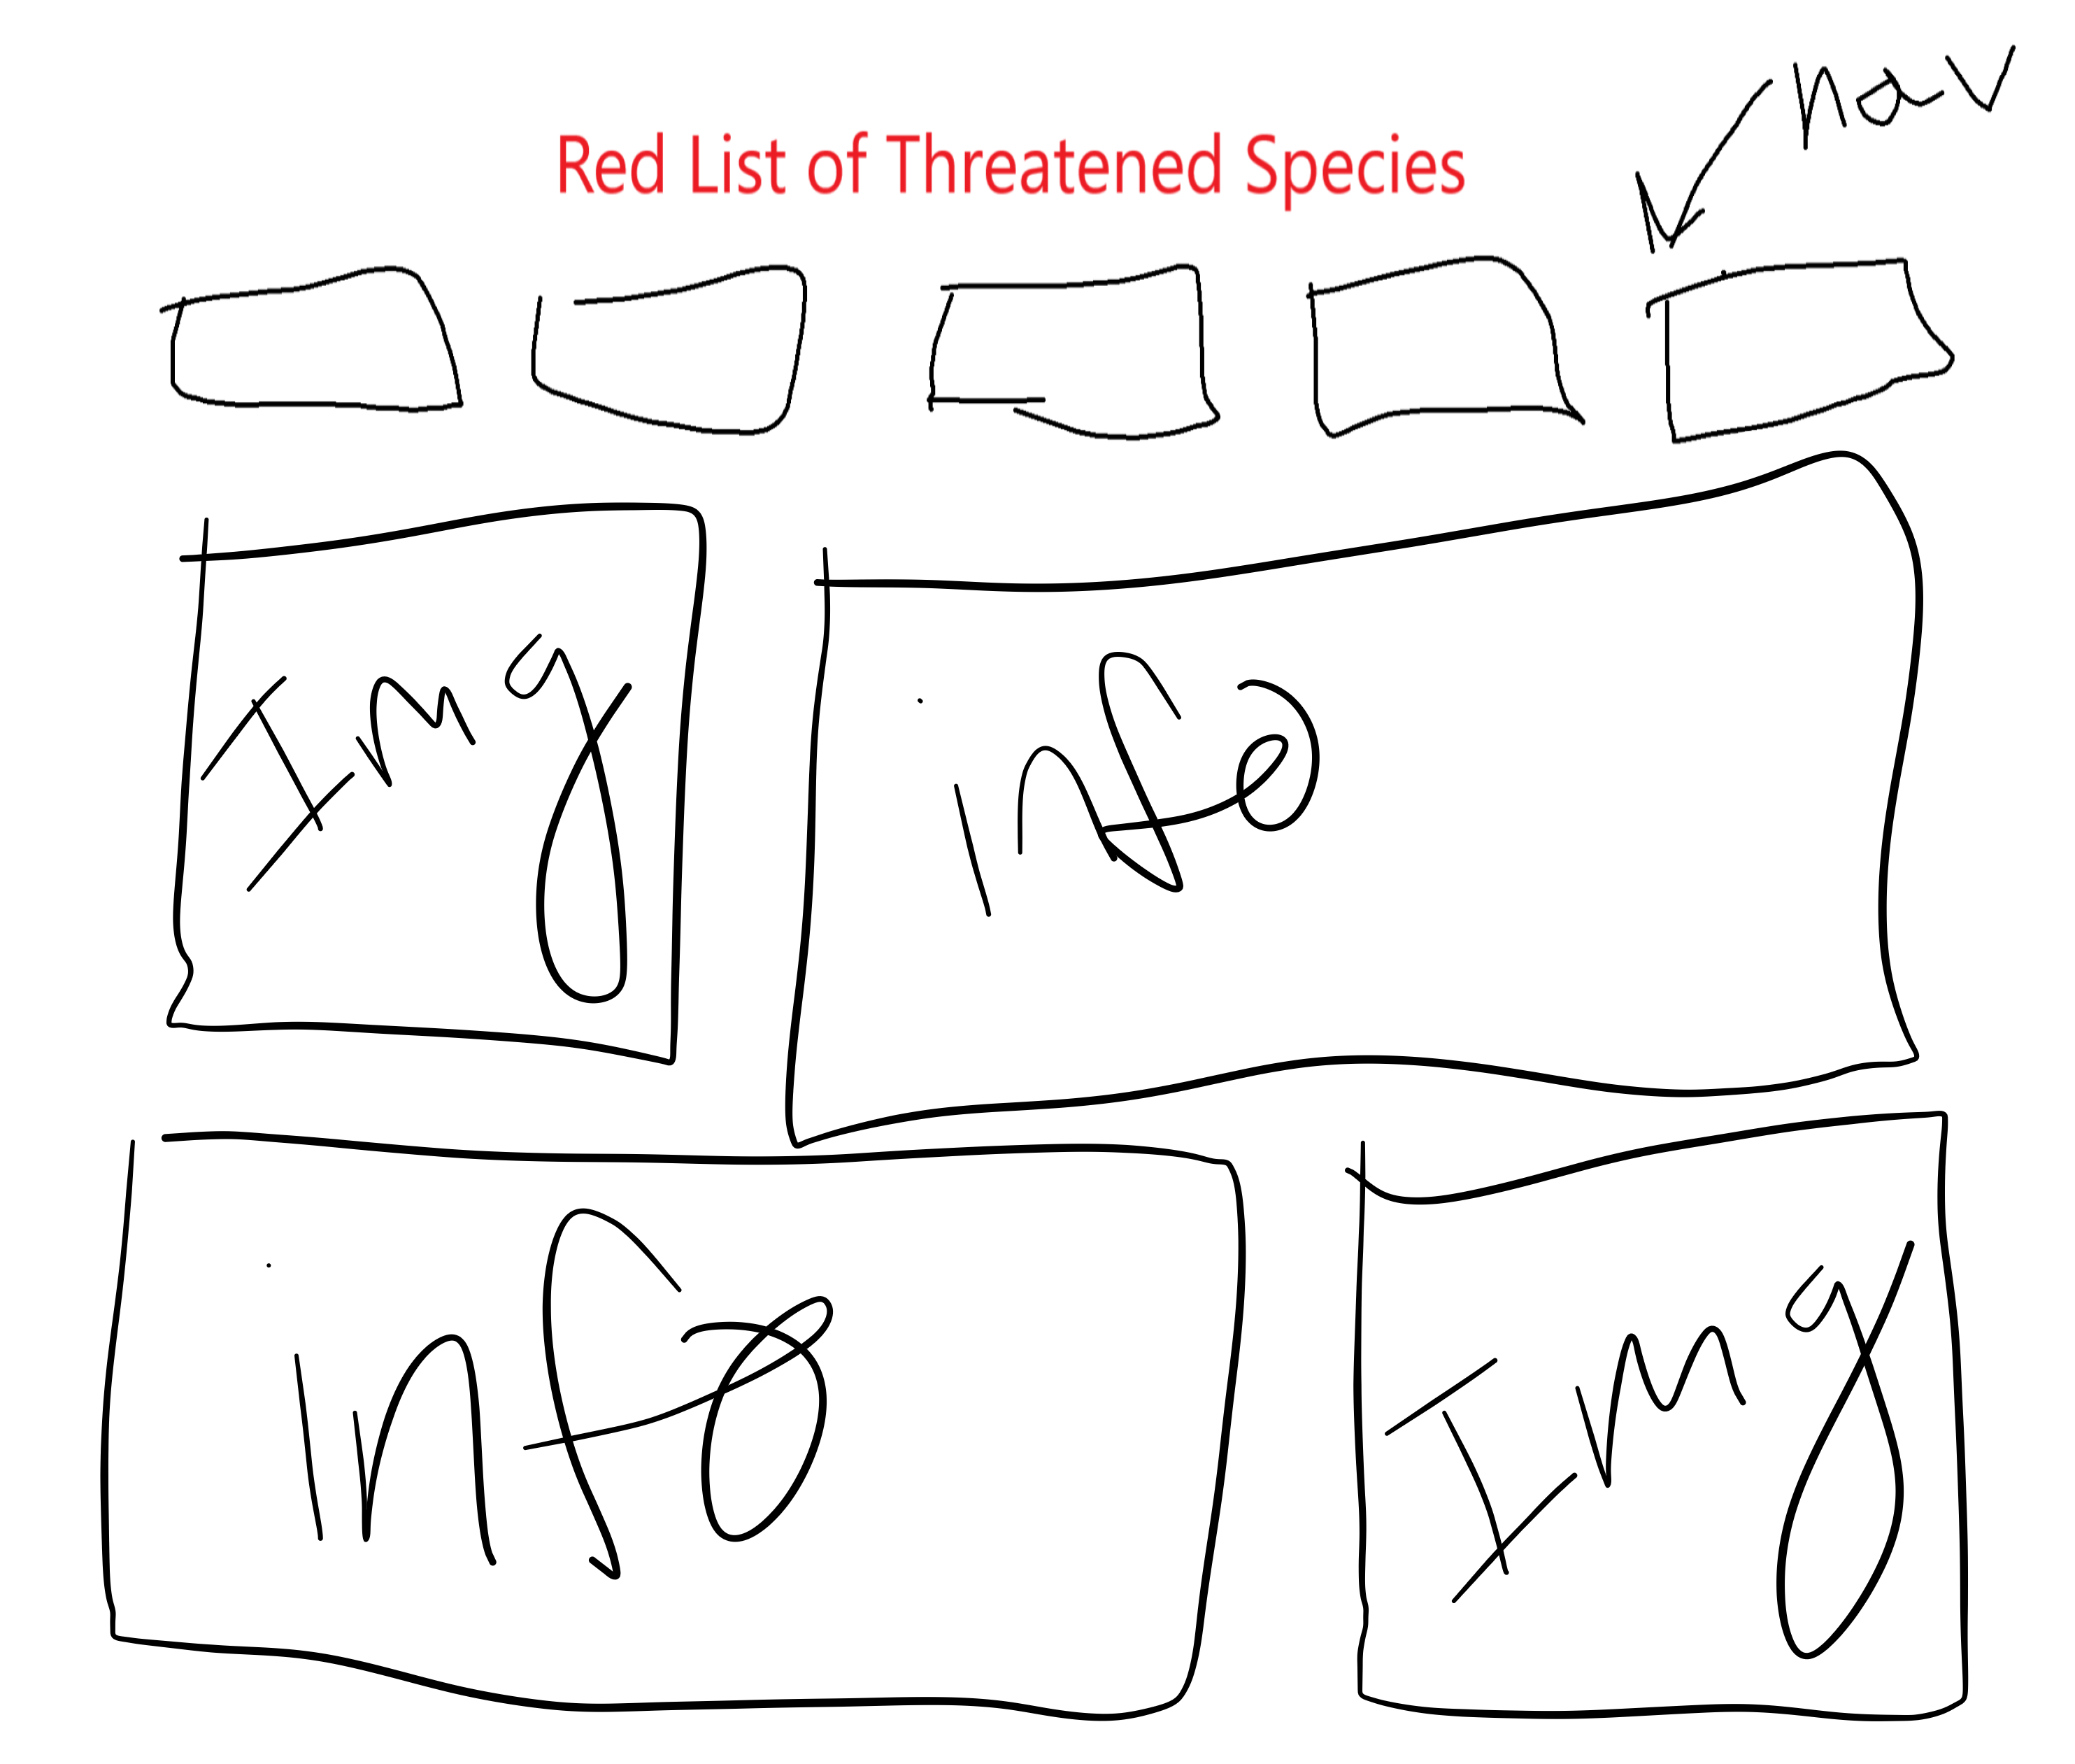 nav
Red List of Threatened Species
Img
info
info
Img